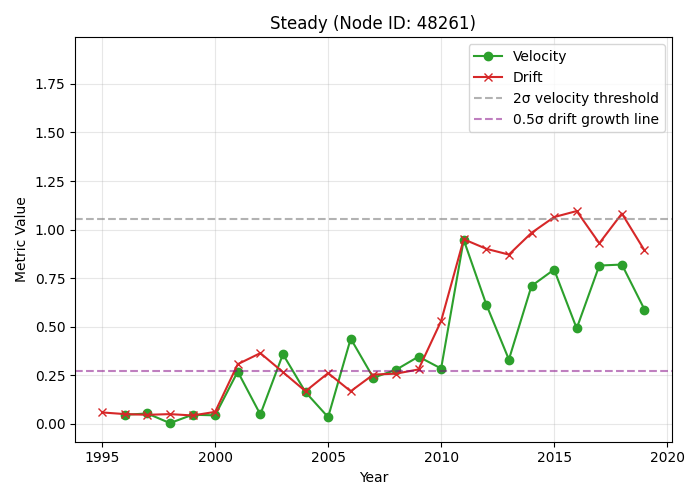 Steady (Node ID: 48261)
Velocity
Drift
2σ velocity threshold
0.5σ drift growth line
Metric Value
1.75
1.50
1.25
1.00
0.75
0.50
0.25
0.00
1995
2000
2005
2010
2015
2020
Year